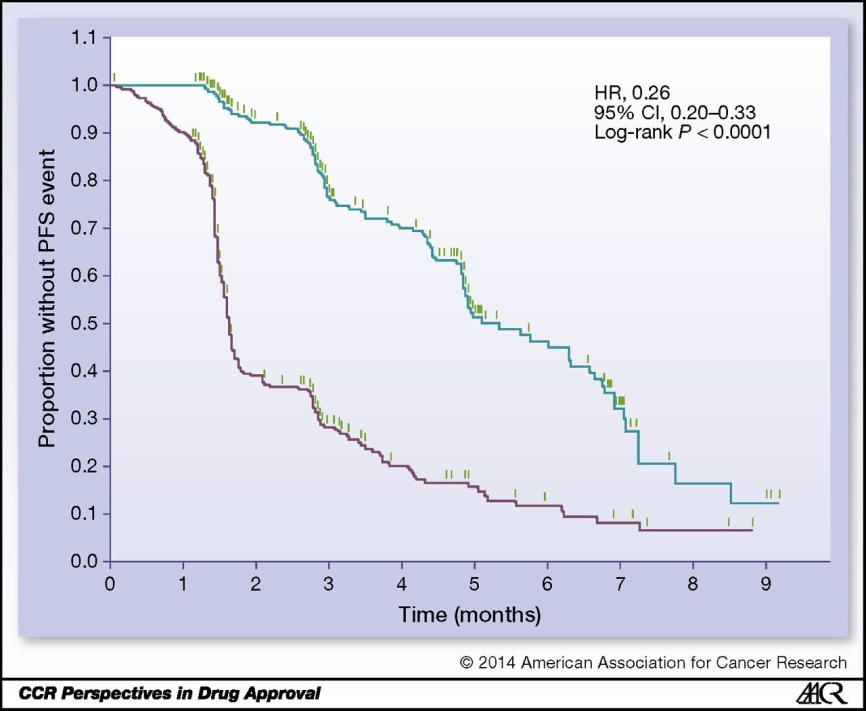 1.1
1.0
0.9
0.8
0.7
0.6
0.5
0.4
0.3
0.2
0.1
0.0
Proportion without PFS event
HR, 0.26
95% CI, 0.20–0.33
Log-rank P < 0.0001
0 1 2 3 4 5 6 7 8 9
Time (months)
© 2014 American Association for Cancer Research
CCR Perspectives in Drug Approval
AACR